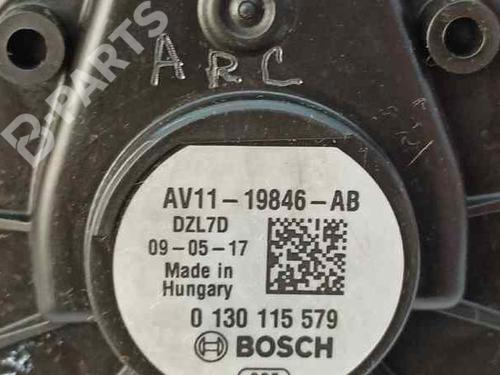 B-PARTS
ARC
AV11-19846-AB
DZL7D
09-05-17
Made in
Hungary
0 130 115 579
BOSCH